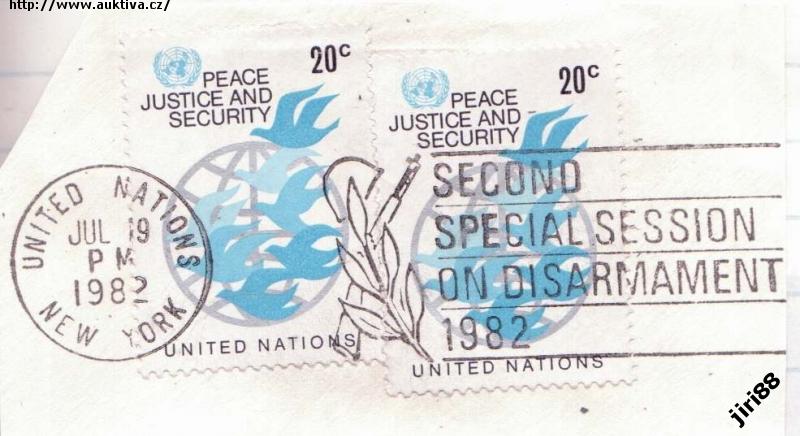 http://www.auktiva.cz/
20c
PEACE
JUSTICE AND
SECURITY
UNITED NATIONS
20c
PEACE
JUSTICE AND
SECURITY
UNITED NATIONS
UNITED NATIONS
JUL 19
PM
1982
NEW YORK
SECOND
SPECIAL SESSION
ON DISARMAMENT
1982
jiri88